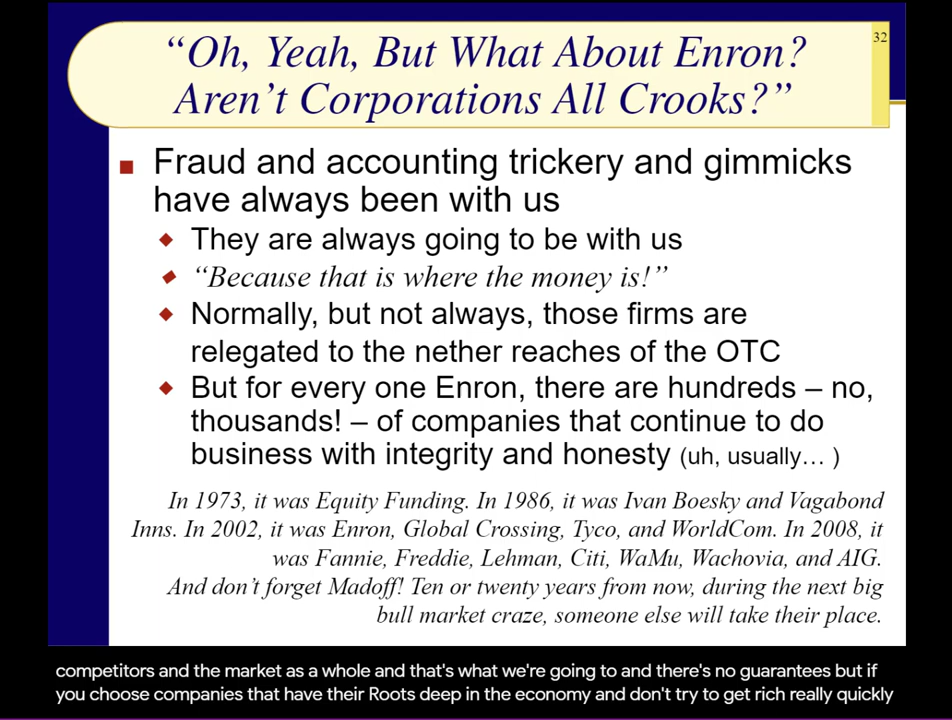 32
“Oh, Yeah, But What About Enron?
Aren’t Corporations All Crooks?”
Fraud and accounting trickery and gimmicks
have always been with us
They are always going to be with us
“Because that is where the money is!”
Normally, but not always, those firms are
relegated to the nether reaches of the OTC
But for every one Enron, there are hundreds – no,
thousands! – of companies that continue to do
business with integrity and honesty (uh, usually… )
In 1973, it was Equity Funding. In 1986, it was Ivan Boesky and Vagabond
Inns. In 2002, it was Enron, Global Crossing, Tyco, and WorldCom. In 2008, it
was Fannie, Freddie, Lehman, Citi, WaMu, Wachovia, and AIG.
And don’t forget Madoff! Ten or twenty years from now, during the next big
bull market craze, someone else will take their place.
competitors and the market as a whole and that's what we're going to and there's no guarantees but if
you choose companies that have their Roots deep in the economy and don't try to get rich really quickly